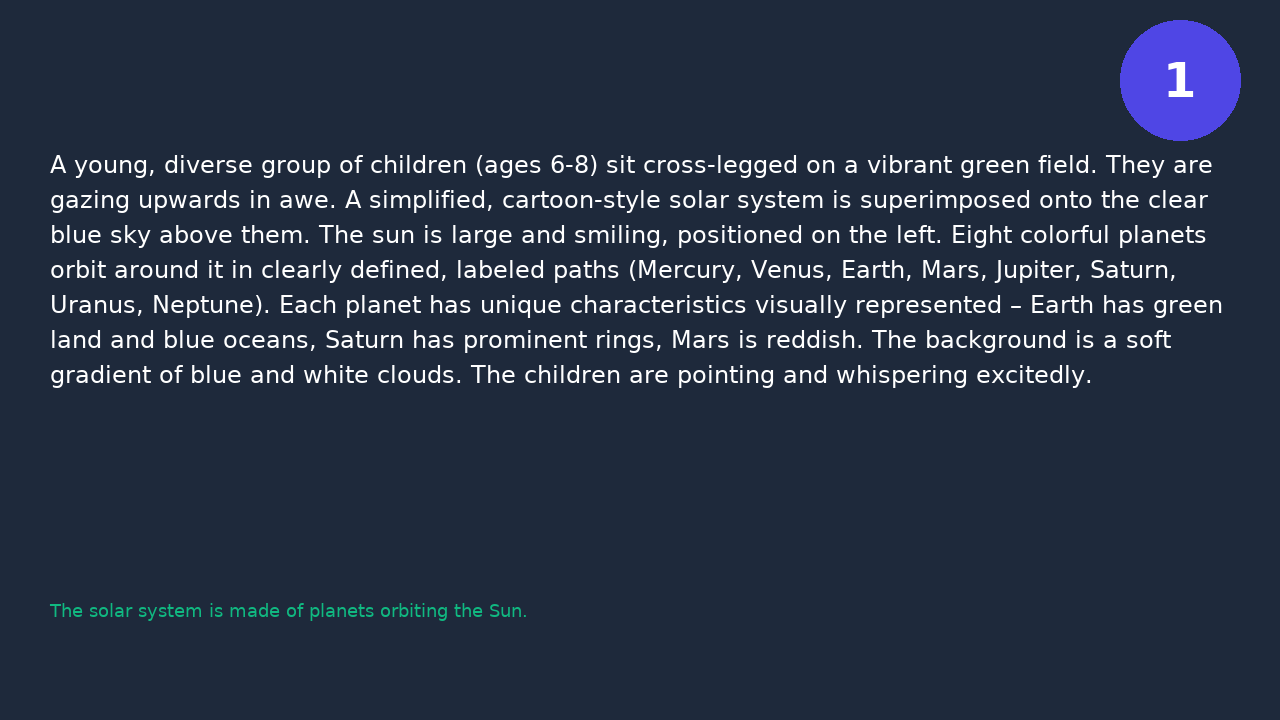 1
A young, diverse group of children (ages 6-8) sit cross-legged on a vibrant green field. They are
gazing upwards in awe. A simplified, cartoon-style solar system is superimposed onto the clear
blue sky above them. The sun is large and smiling, positioned on the left. Eight colorful planets
orbit around it in clearly defined, labeled paths (Mercury, Venus, Earth, Mars, Jupiter, Saturn,
Uranus, Neptune). Each planet has unique characteristics visually represented – Earth has green
land and blue oceans, Saturn has prominent rings, Mars is reddish. The background is a soft
gradient of blue and white clouds. The children are pointing and whispering excitedly.
The solar system is made of planets orbiting the Sun.